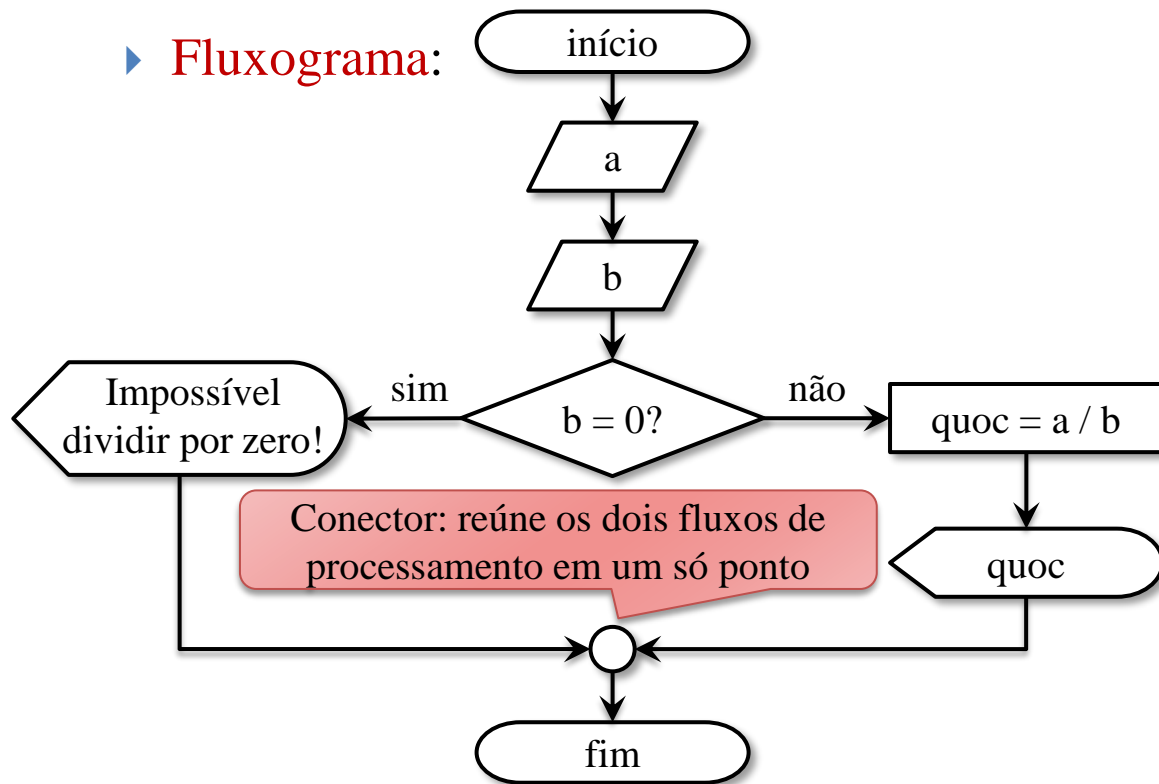 Fluxograma:
início
a
b
b = 0?
sim
não
Impossível
dividir por zero!
quoc = a / b
Conector: reúne os dois fluxos de
processamento em um só ponto
quoc
fim